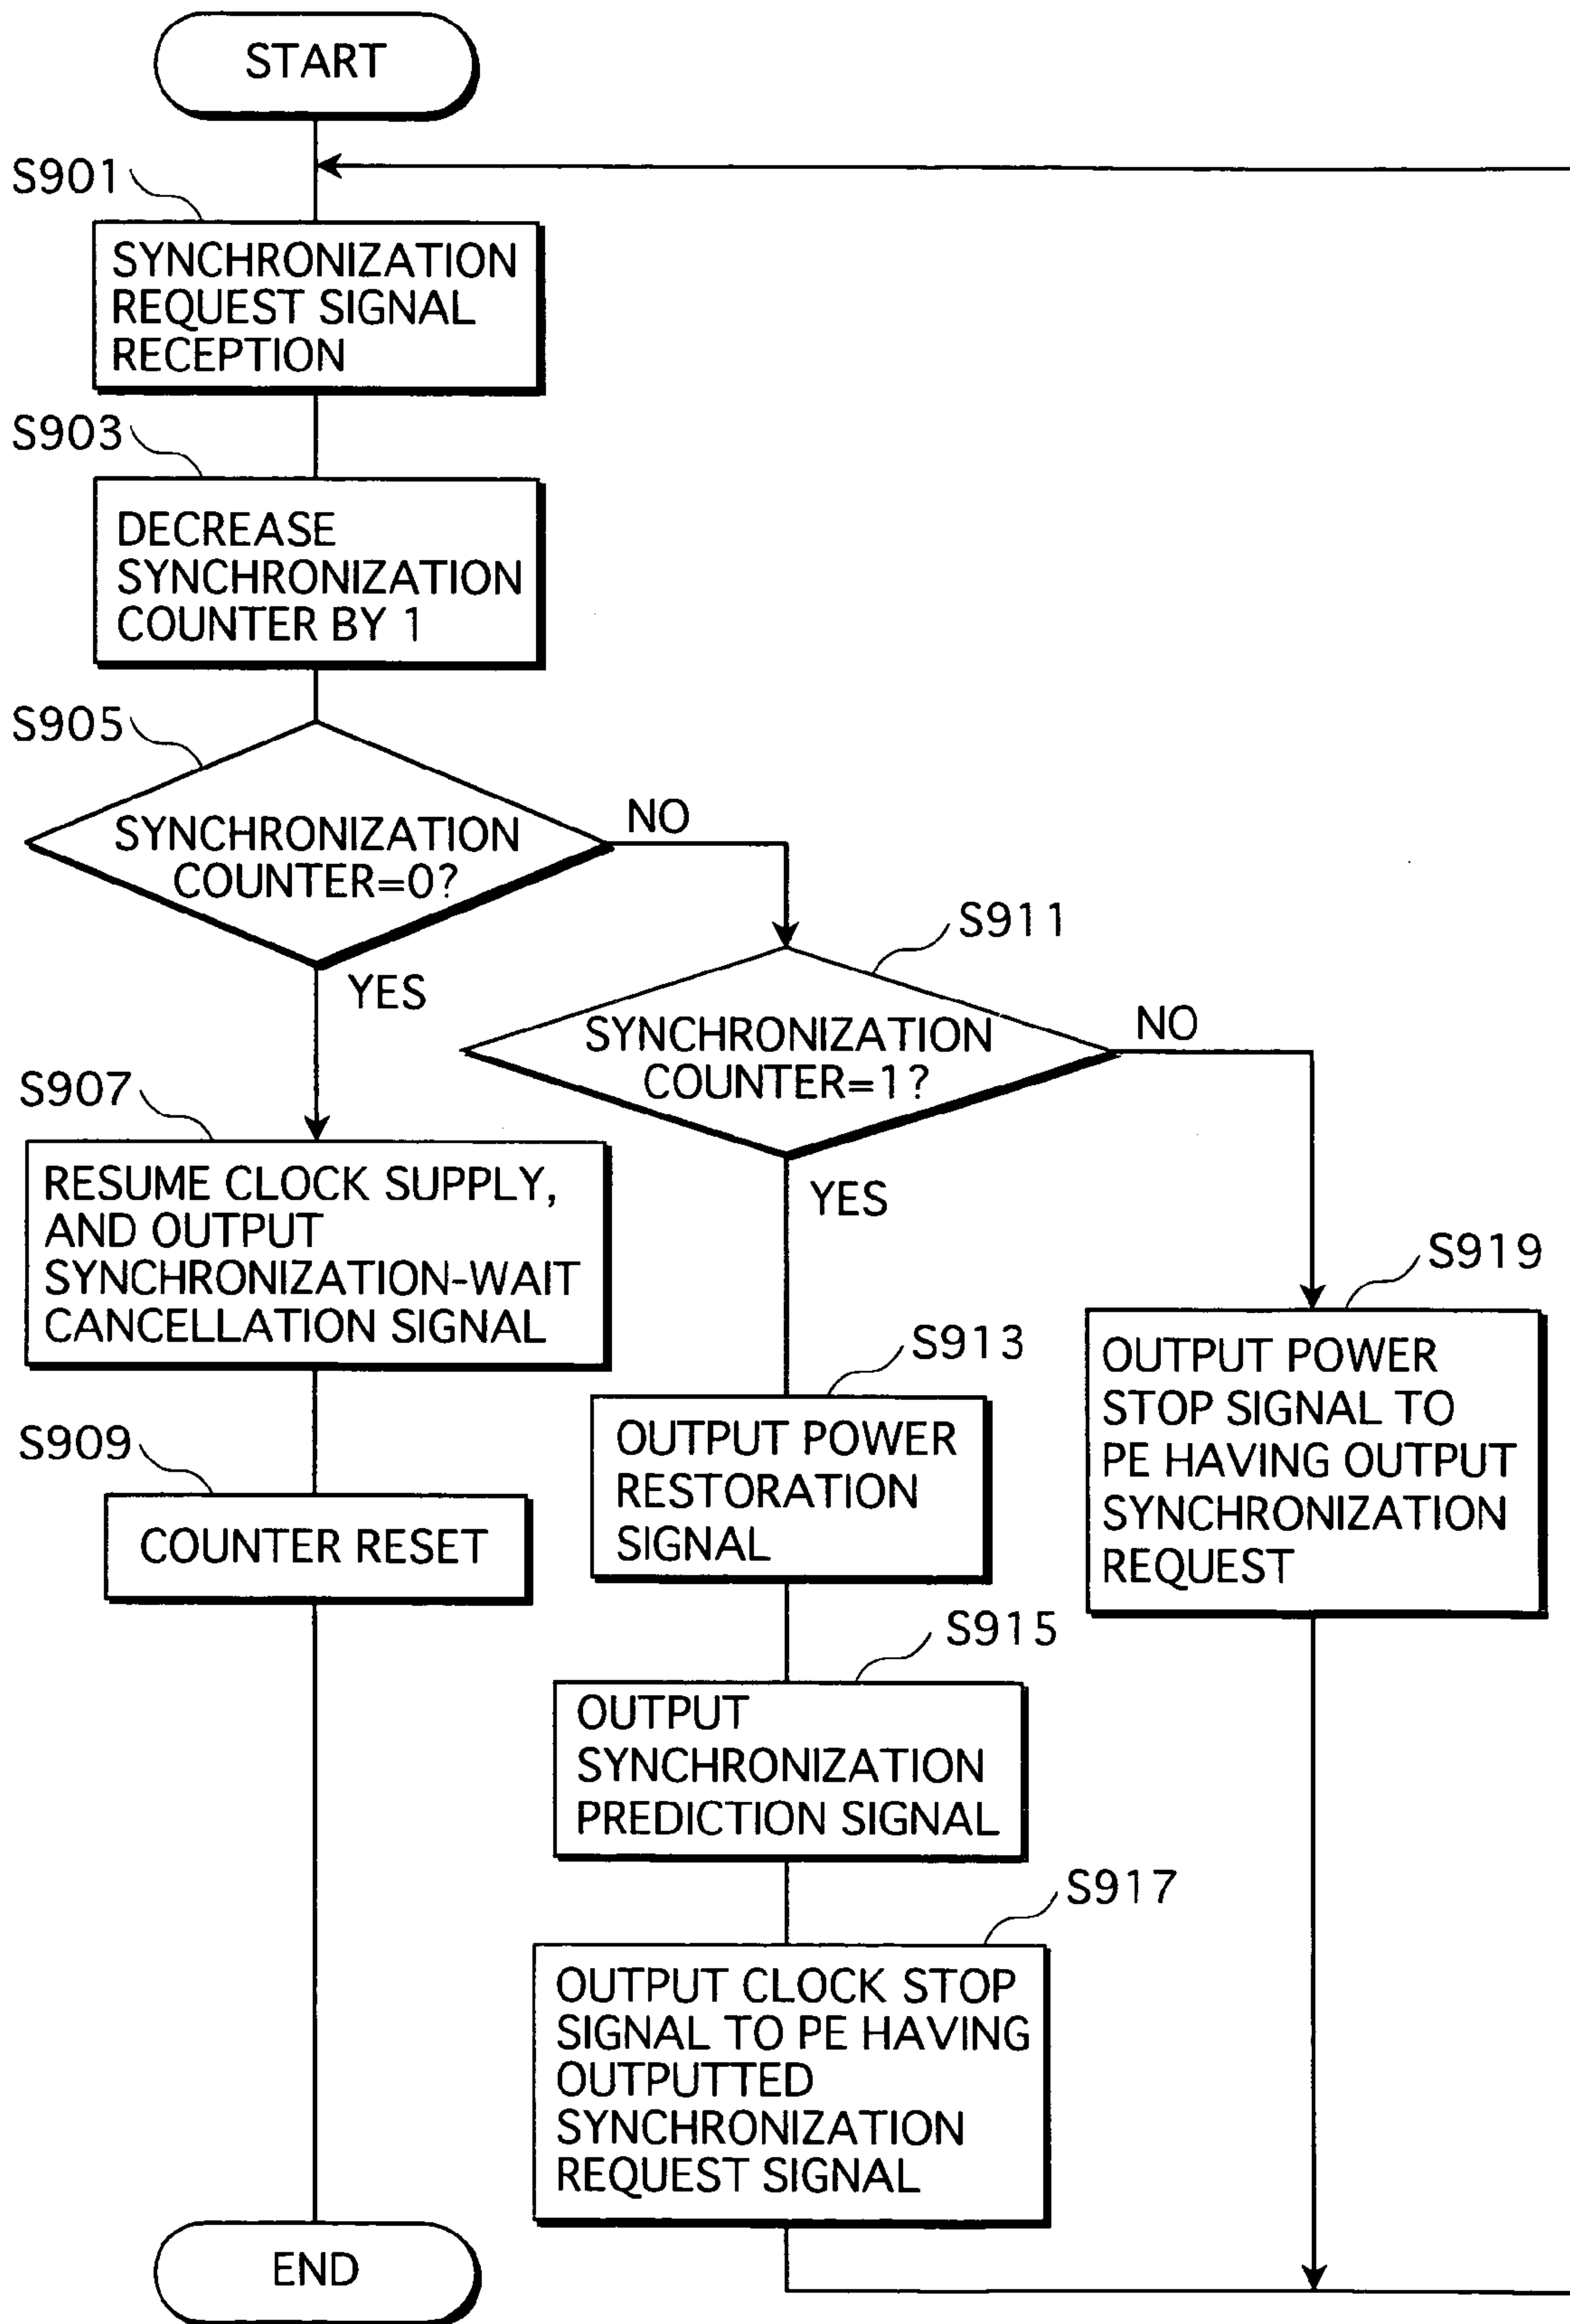 START
S901
SYNCHRONIZATION
REQUEST SIGNAL
RECEPTION
S903
DECREASE
SYNCHRONIZATION
COUNTER BY 1
S905
SYNCHRONIZATION
COUNTER=0?
NO
YES
S911
SYNCHRONIZATION
COUNTER=1?
NO
YES
S907
RESUME CLOCK SUPPLY,
AND OUTPUT
SYNCHRONIZATION-WAIT
CANCELLATION SIGNAL
S909
COUNTER RESET
S913
OUTPUT POWER
RESTORATION
SIGNAL
S915
OUTPUT
SYNCHRONIZATION
PREDICTION SIGNAL
S917
OUTPUT CLOCK STOP
SIGNAL TO PE HAVING
OUTPUTTED
SYNCHRONIZATION
REQUEST SIGNAL
S919
OUTPUT POWER
STOP SIGNAL TO
PE HAVING OUTPUT
SYNCHRONIZATION
REQUEST
END